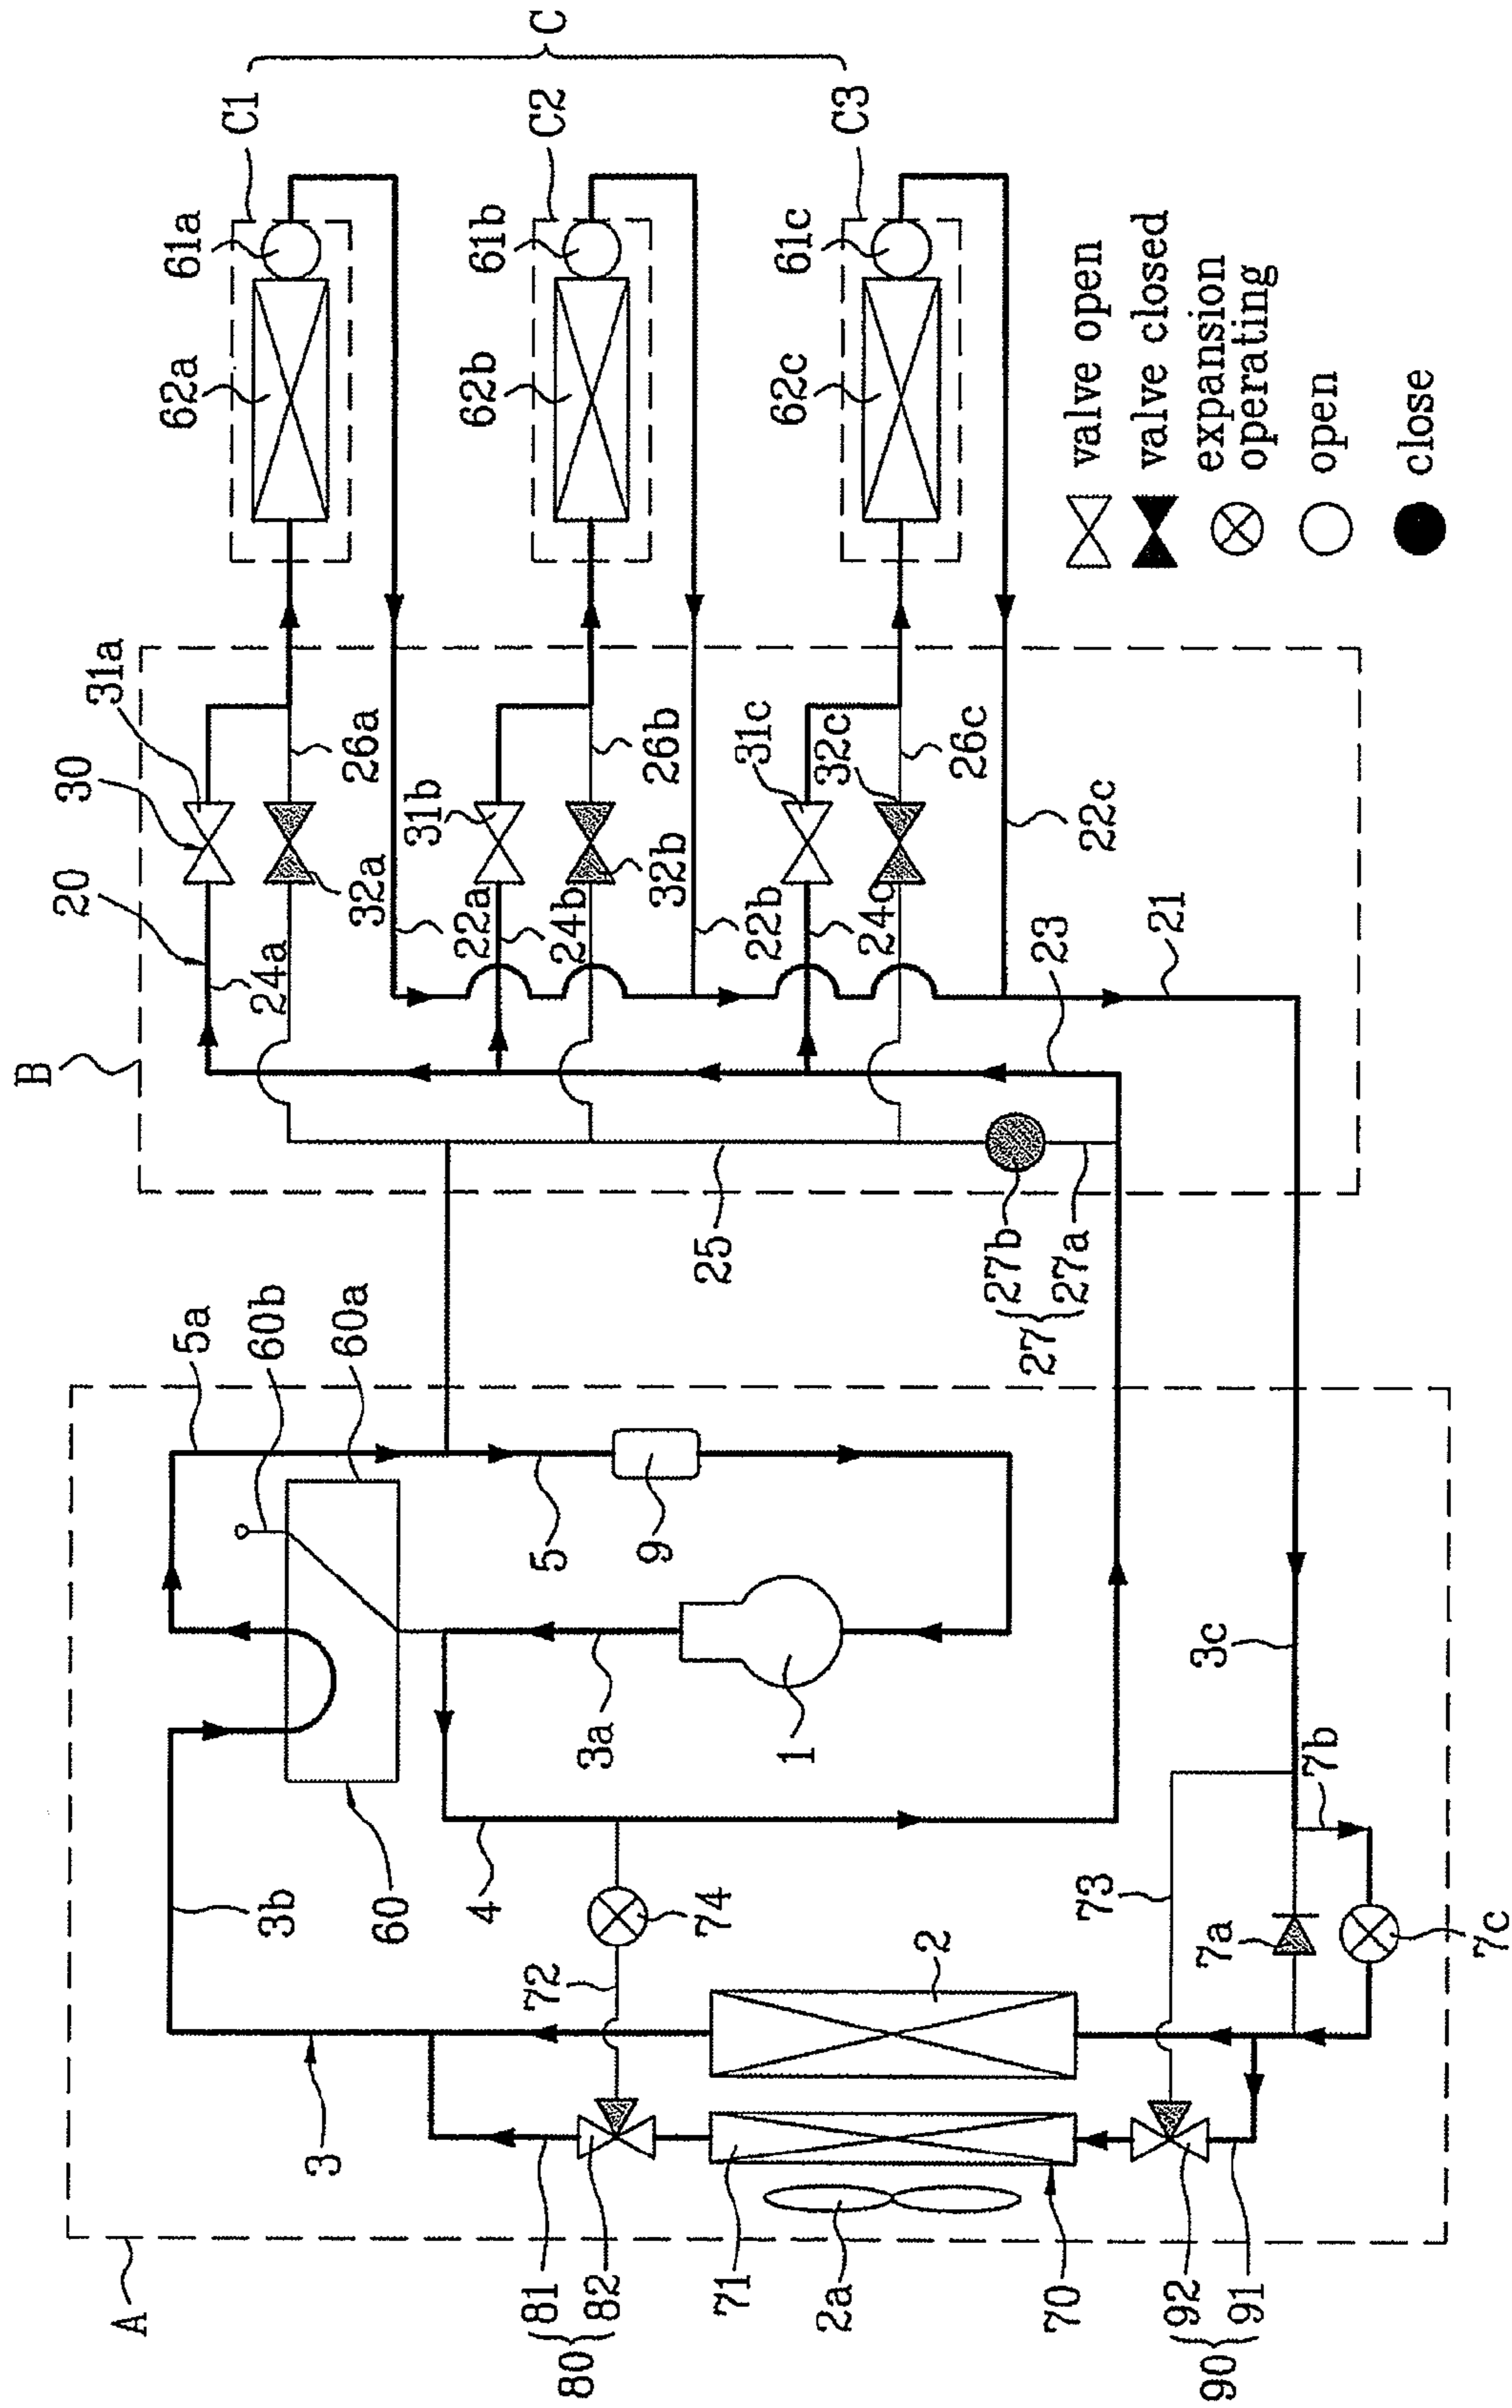 A
B
C
C1
C2
C3
3
3b
60
60a
60b
5a
5
9
1
3a
4
74
72
2
73
7a
7b
7c
3c
80
81
82
71
2a
70
90
92
91
20
30
31a
24a
32a
26a
22a
24b
31b
32b
26b
22b
24c
31c
32c
26c
22c
23
21
25
27
27b
27a
62a
61a
62b
61b
62c
61c
valve open
valve closed
expansion
operating
open
close